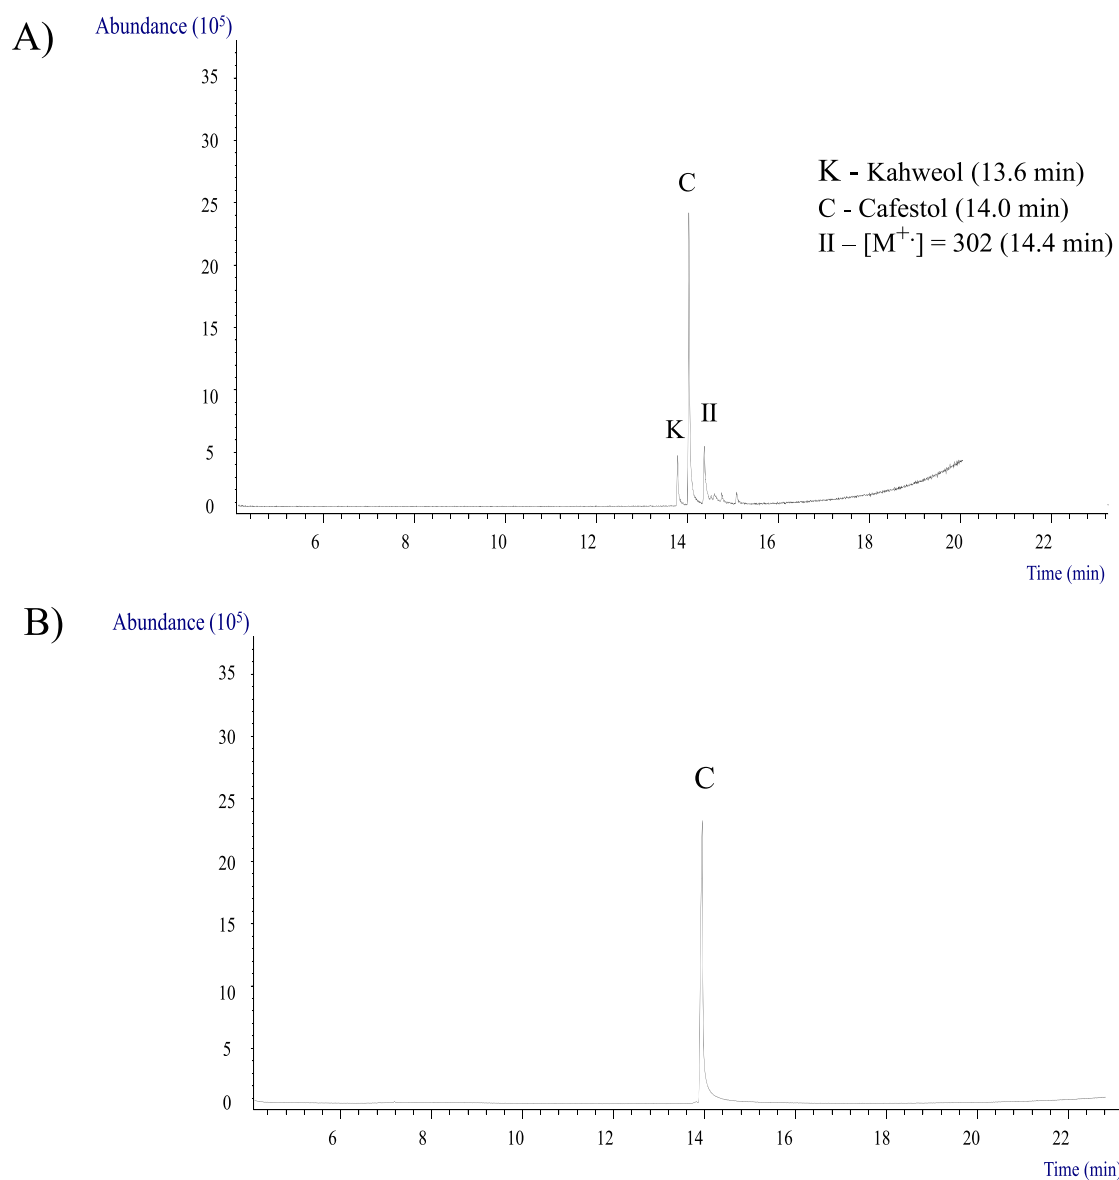 A)
Abundance (10⁵)
35
30
25
20
15
10
5
0
C
K
II
K - Kahweol (13.6 min)
C - Cafestol (14.0 min)
II – [M⁺·] = 302 (14.4 min)
6 8 10 12 14 16 18 20 22
Time (min)
B)
Abundance (10⁵)
35
30
25
20
15
10
5
0
C
6 8 10 12 14 16 18 20 22
Time (min)